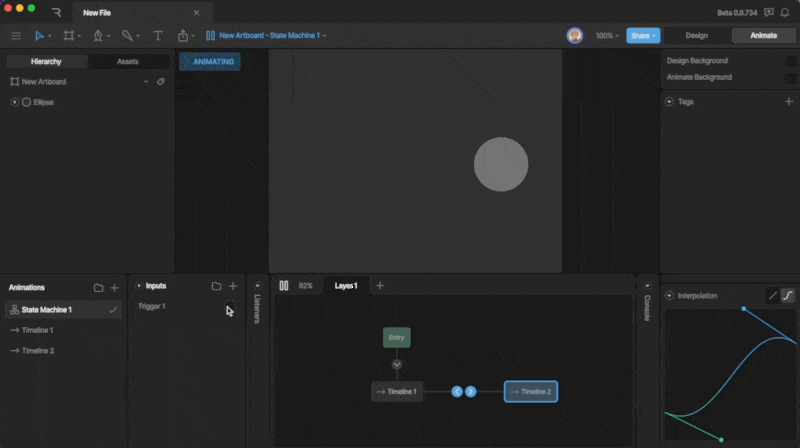 New File
Beta 0.8.734
New Artboard • State Machine 1
100%
Share
Design
Animate
Hierarchy
Assets
ANIMATING
Design Background
New Artboard
Animate Background
Ellipse
Tags
Animations
Inputs
92%
Layer 1
Listeners
Console
Interpolation
State Machine 1
Trigger 1
Timeline 1
Entry
Timeline 2
Timeline 1
Timeline 2